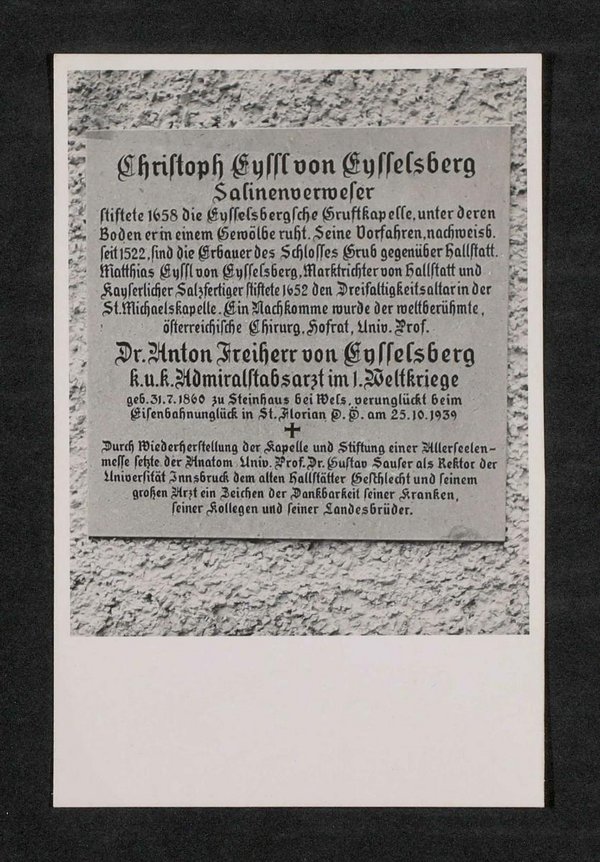 Christoph Eyssl von Eysselsberg
Salinenverweser
stiftete 1658 die Eysselsbergsche Gruftkapelle, unter deren
Boden er in einem Gewölbe ruht. Seine Vorfahren, nachweisb.
seit 1522, sind die Erbauer des Schlosses Grub gegenüber Hallstatt.
Matthias Eyssl von Eysselsberg, Marktrichter von Hallstatt und
Kayserlicher Salzfertiger stiftete 1652 den Dreifaltigkeitsaltar in der
St. Michaelskapelle. Ein Nachkomme wurde der weltberühmte,
österreichische Chirurg, Hofrat, Univ. Prof.
Dr. Anton Freiherr von Eysselsberg
k.u.k. Admiralstabsarzt im 1. Weltkriege
geb. 31.7.1860 zu Steinhaus bei Wels, verunglückt beim
Eisenbahnunglück in St. Florian O. Ö. am 25.10.1939
Durch Wiederherstellung der Kapelle und Stiftung einer Allerseelen-
messe setzte der Anatom Univ. Prof. Dr. Gustav Sauser als Rektor der
Universität Innsbruck dem alten Hallstätter Geschlecht und seinem
großen Arzt ein Zeichen der Dankbarkeit seiner Kranken,
seiner Kollegen und seiner Landesbrüder.